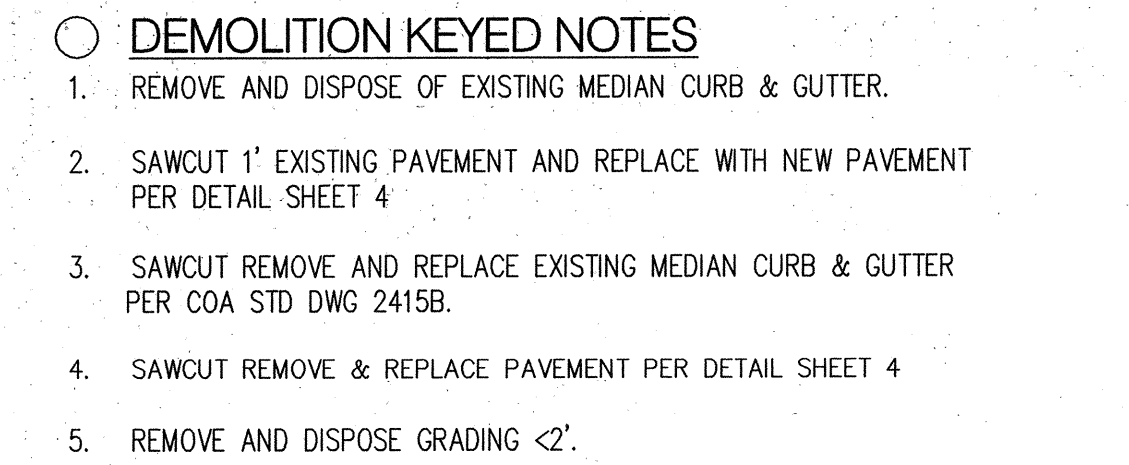 DEMOLITION KEYED NOTES
1. REMOVE AND DISPOSE OF EXISTING MEDIAN CURB & GUTTER.
2. SAWCUT 1' EXISTING PAVEMENT AND REPLACE WITH NEW PAVEMENT
PER DETAIL SHEET 4
3. SAWCUT REMOVE AND REPLACE EXISTING MEDIAN CURB & GUTTER
PER COA STD DWG 2415B.
4. SAWCUT REMOVE & REPLACE PAVEMENT PER DETAIL SHEET 4
5. REMOVE AND DISPOSE GRADING <2'.